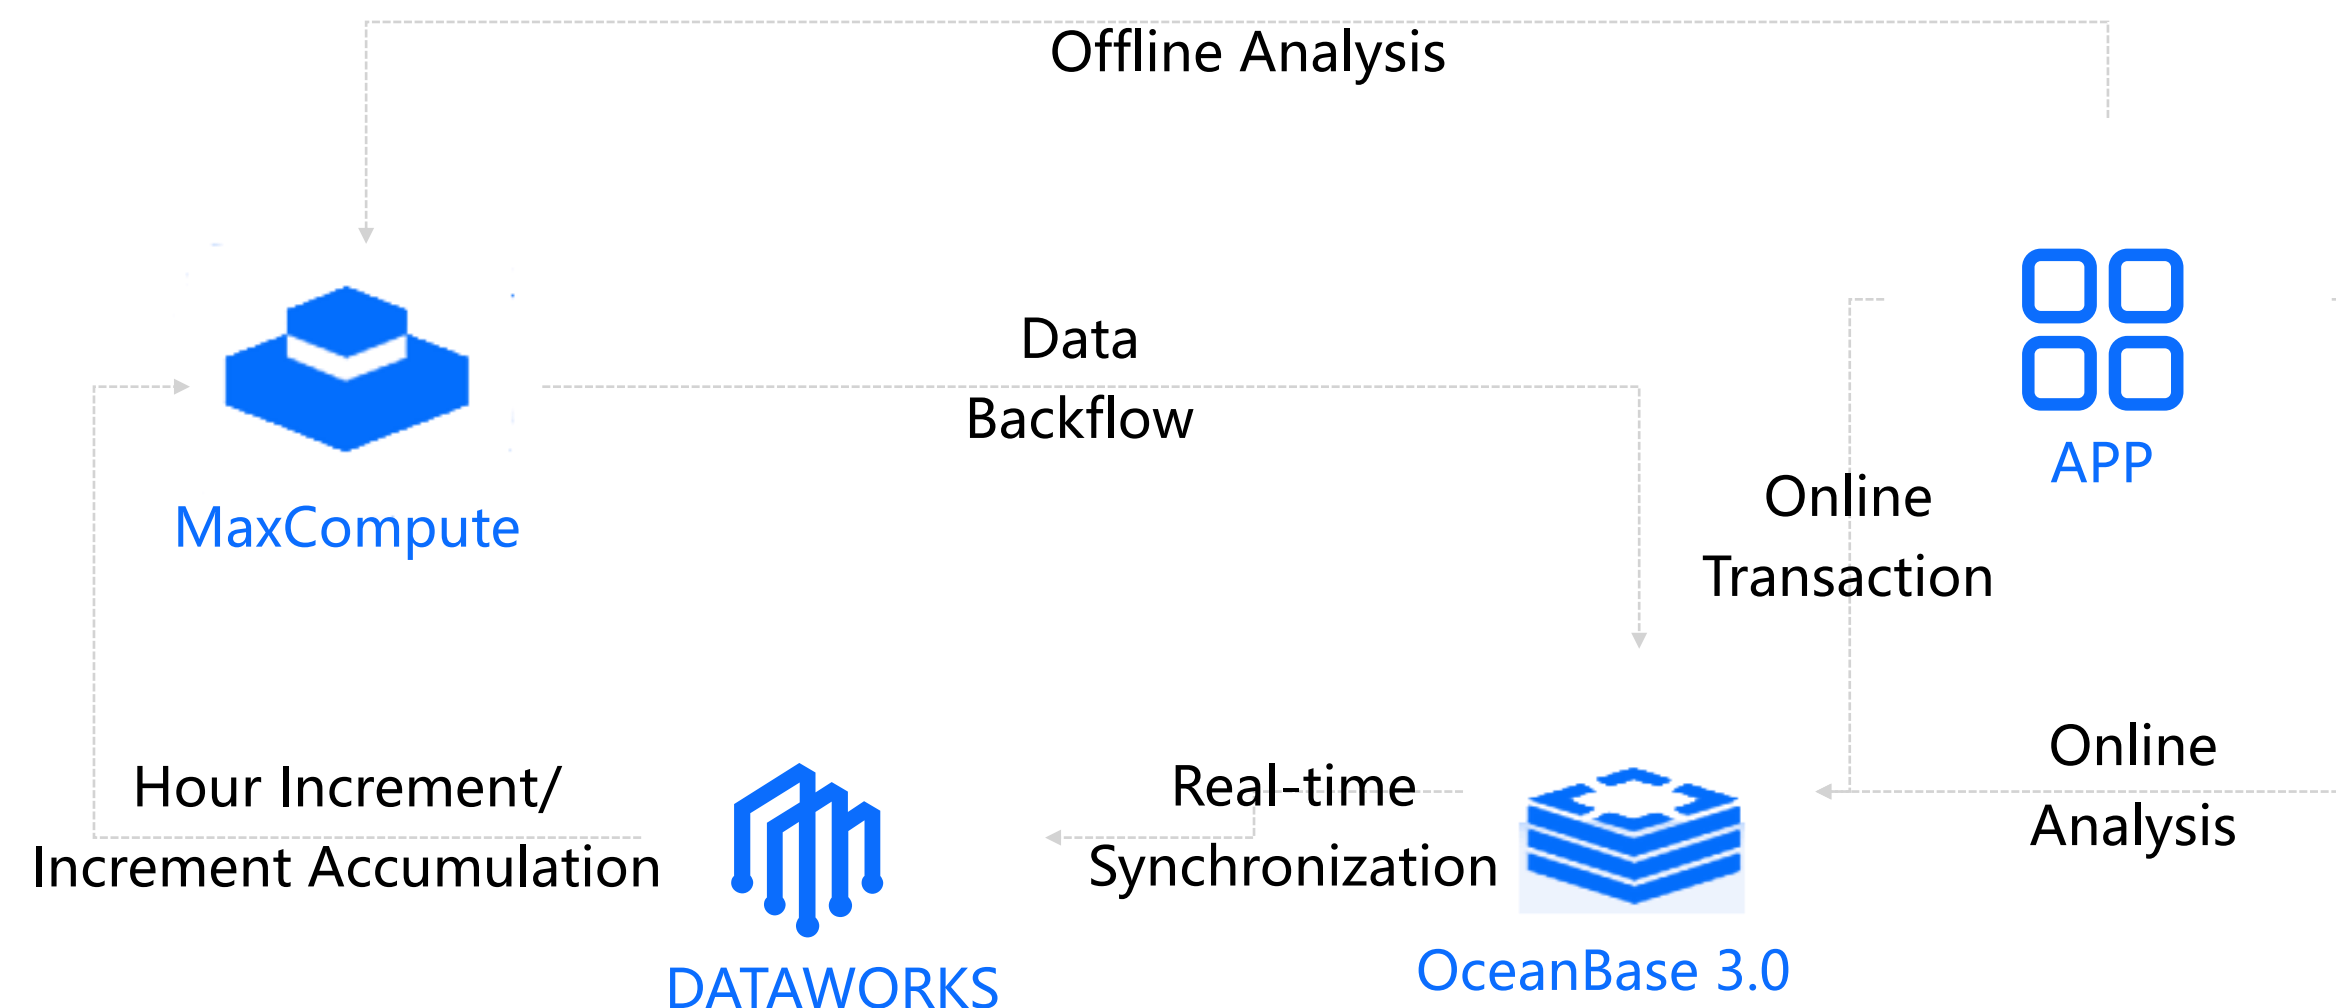 Offline Analysis
Data
Backflow
APP
Online
Transaction
MaxCompute
Online
Analysis
Hour Increment/
Increment Accumulation
Real-time
Synchronization
DATAWORKS
OceanBase 3.0